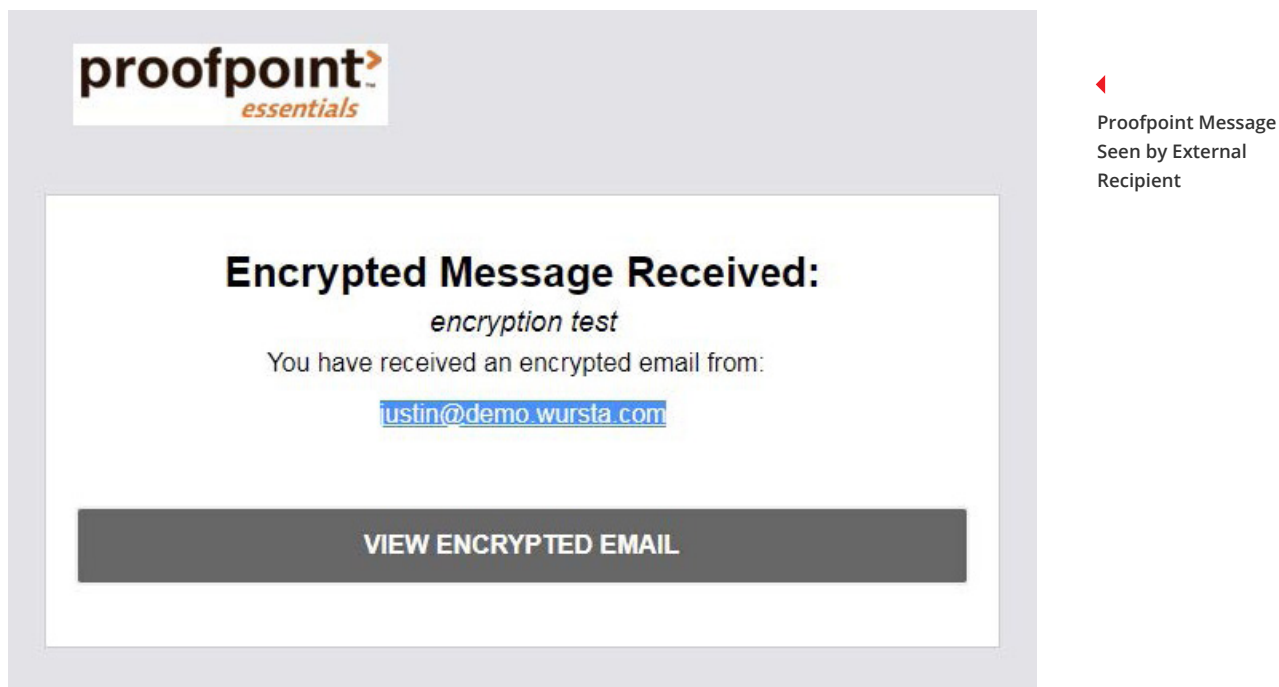 proofpoint
™
essentials
Proofpoint Message
Seen by External
Recipient
Encrypted Message Received:
encryption test
You have received an encrypted email from:
justin@demo.wursta.com
VIEW ENCRYPTED EMAIL